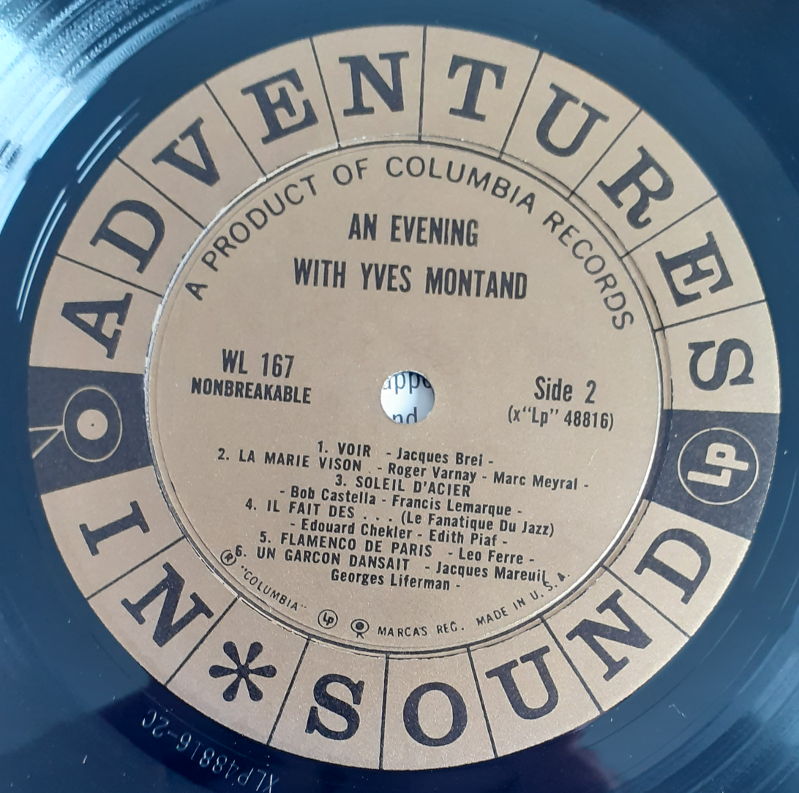 ADVENTURES
IN * SOUND
Lp
A PRODUCT OF COLUMBIA RECORDS
AN EVENING
WITH YVES MONTAND
WL 167
NONBREAKABLE
Side 2
(x"Lp" 48816)
1. VOIR - Jacques Brel -
2. LA MARIE VISON - Roger Varnay - Marc Meyral -
3. SOLEIL D'ACIER
- Bob Castella - Francis Lemarque -
4. IL FAIT DES . . . (Le Fanatique Du Jazz)
- Edouard Chekler - Edith Piaf -
5. FLAMENCO DE PARIS - Leo Ferre -
6. UN GARCON DANSAIT - Jacques Mareuil
Georges Liferman -
® "COLUMBIA" Lp MARCA'S REG. MADE IN U. S. A.
XLP48816-2C